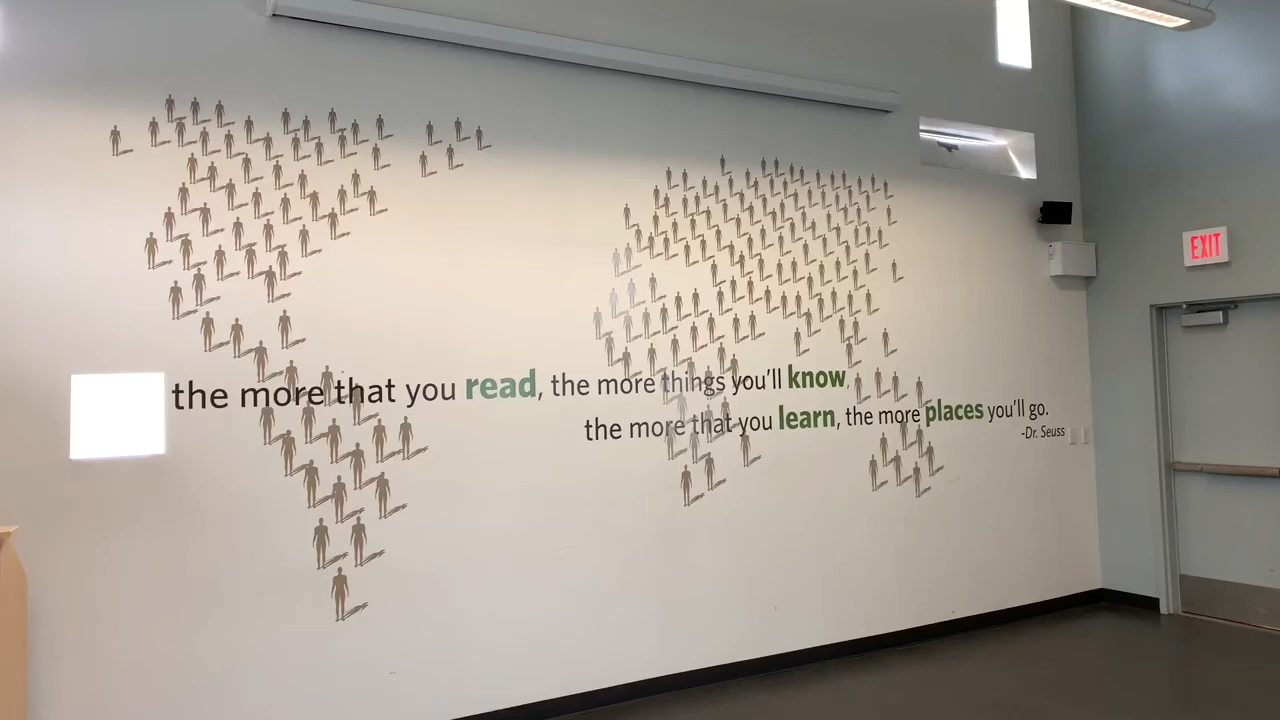 the more that you read, the more things you'll know,
the more that you learn, the more places you'll go.
-Dr. Seuss
EXIT